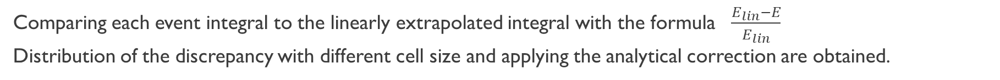 Comparing each event integral to the linearly extrapolated integral with the formula $\frac{E_{lin}-E}{E_{lin}}$
Distribution of the discrepancy with different cell size and applying the analytical correction are obtained.